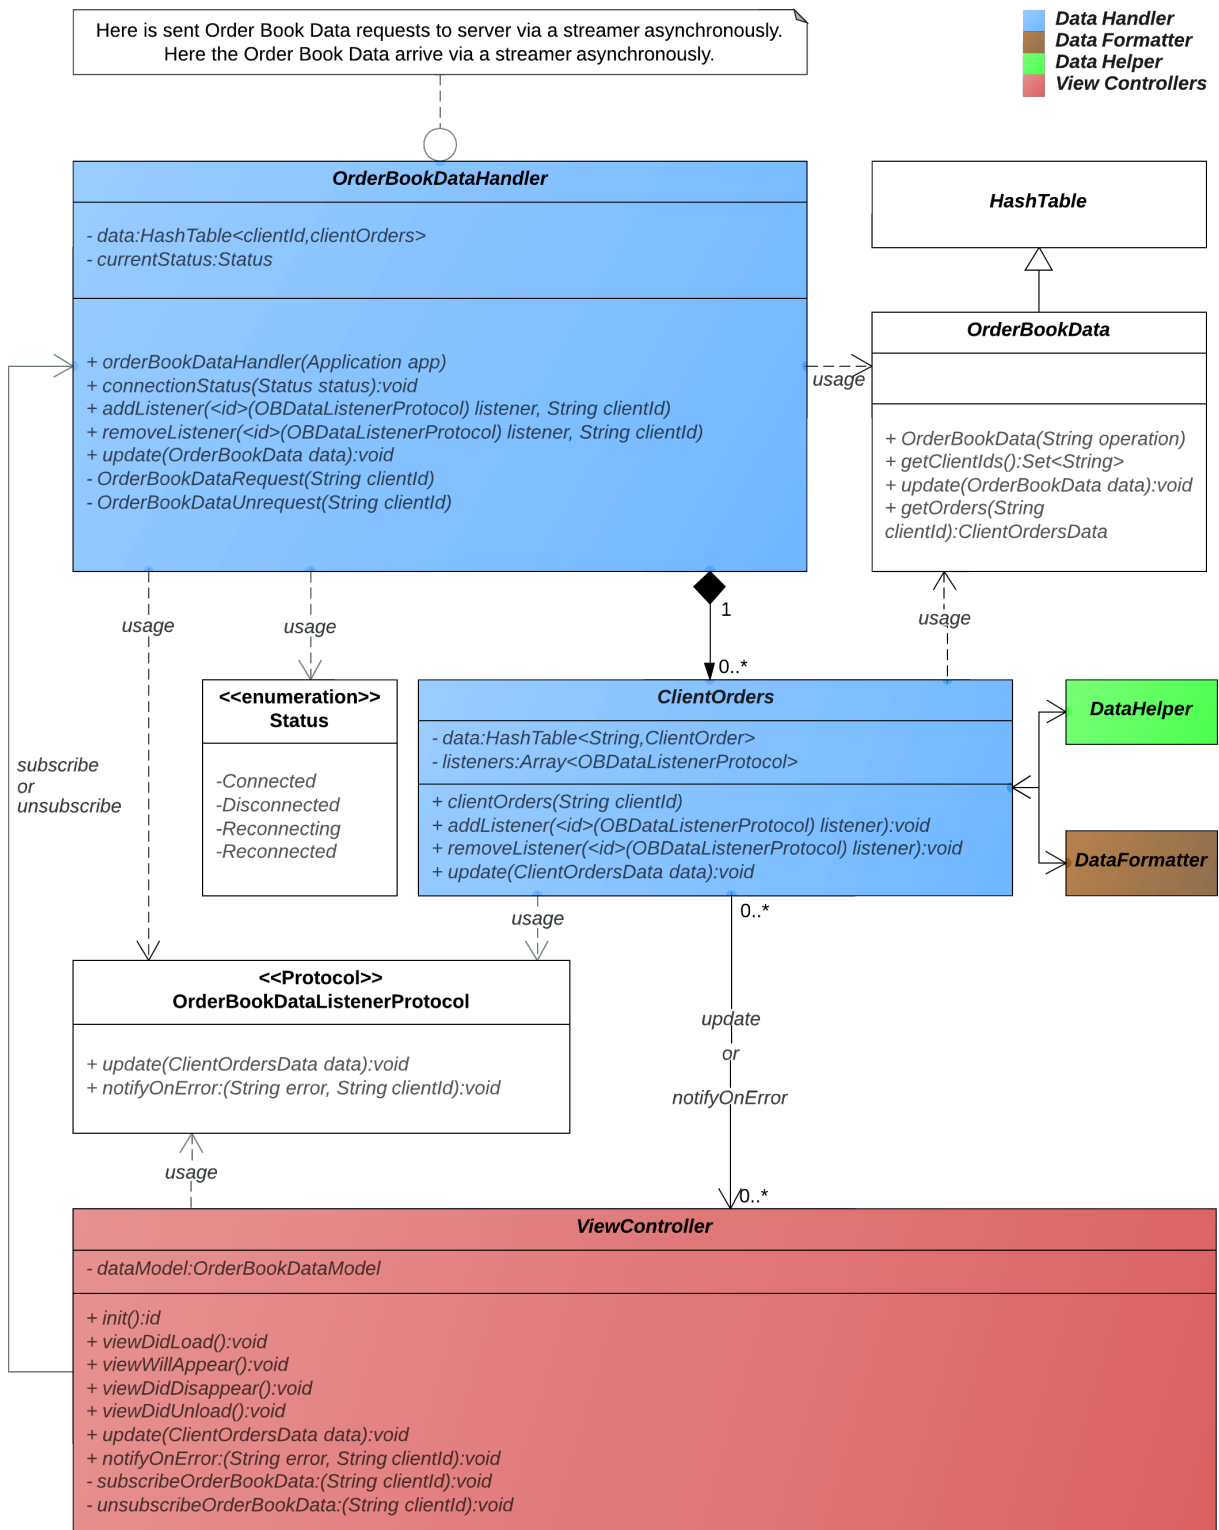 Here is sent Order Book Data requests to server via a streamer asynchronously.
Here the Order Book Data arrive via a streamer asynchronously.
Data Handler
Data Formatter
Data Helper
View Controllers
OrderBookDataHandler
- data:HashTable<clientId,clientOrders>
- currentStatus:Status
+ orderBookDataHandler(Application app)
+ connectionStatus(Status status):void
+ addListener(<id>(OBDataListenerProtocol) listener, String clientId)
+ removeListener(<id>(OBDataListenerProtocol) listener, String clientId)
+ update(OrderBookData data):void
- OrderBookDataRequest(String clientId)
- OrderBookDataUnrequest(String clientId)
HashTable
usage
OrderBookData
+ OrderBookData(String operation)
+ getClientIds():Set<String>
+ update(OrderBookData data):void
+ getOrders(String
clientId):ClientOrdersData
usage
usage
1
0..*
usage
subscribe
or
unsubscribe
<<enumeration>>
Status
-Connected
-Disconnected
-Reconnecting
-Reconnected
ClientOrders
- data:HashTable<String,ClientOrder>
- listeners:Array<OBDataListenerProtocol>
+ clientOrders(String clientId)
+ addListener(<id>(OBDataListenerProtocol) listener):void
+ removeListener(<id>(OBDataListenerProtocol) listener):void
+ update(ClientOrdersData data):void
DataHelper
DataFormatter
usage
0..*
update
or
notifyOnError
0..*
<<Protocol>>
OrderBookDataListenerProtocol
+ update(ClientOrdersData data):void
+ notifyOnError:(String error, String clientId):void
usage
ViewController
- dataModel:OrderBookDataModel
+ init():id
+ viewDidLoad():void
+ viewWillAppear():void
+ viewDidDisappear():void
+ viewDidUnload():void
+ update(ClientOrdersData data):void
+ notifyOnError:(String error, String clientId):void
- subscribeOrderBookData:(String clientId):void
- unsubscribeOrderBookData:(String clientId):void